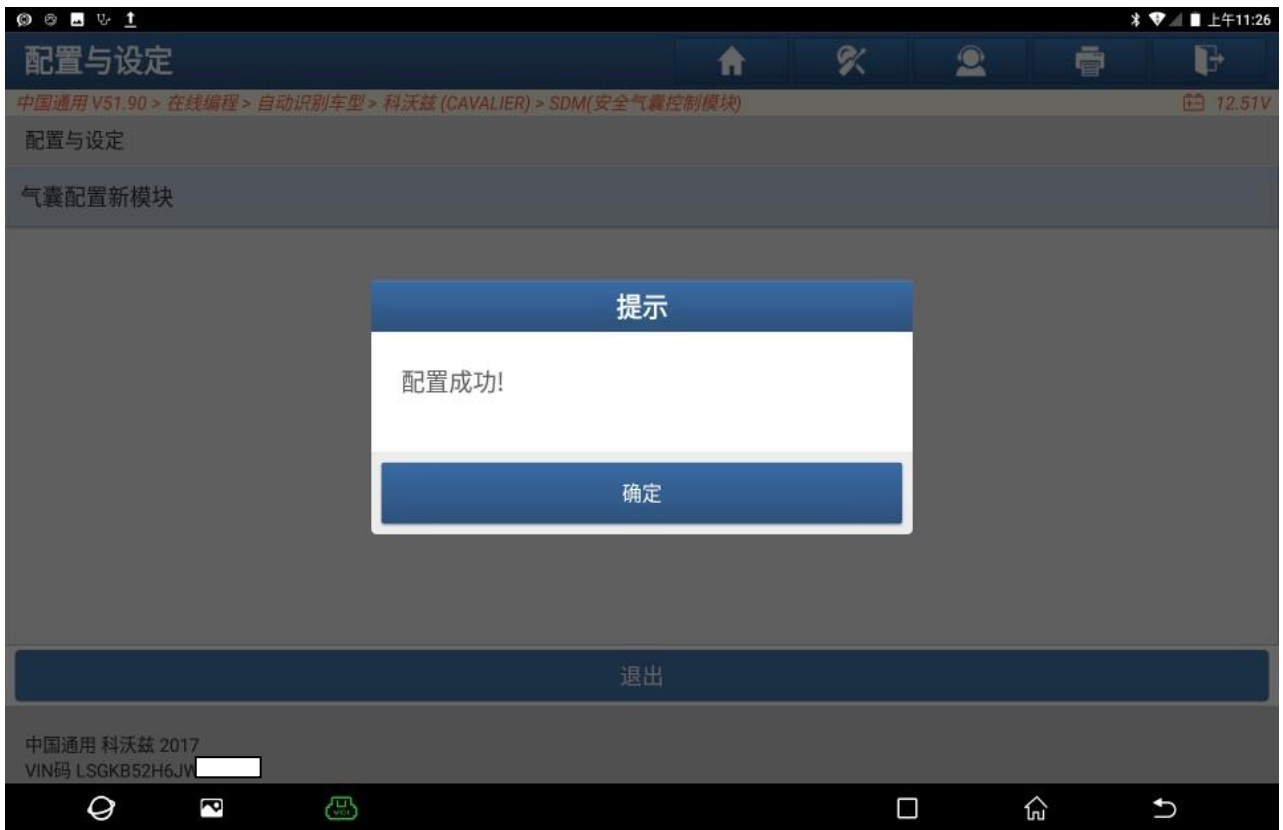 上午11:26
配置与设定
中国通用 V51.90 > 在线编程 > 自动识别车型 > 科沃兹 (CAVALIER) > SDM(安全气囊控制模块)
12.51V
配置与设定
气囊配置新模块
提示
配置成功!
确定
退出
中国通用 科沃兹 2017
VIN码 LSGKB52H6JW
VCI